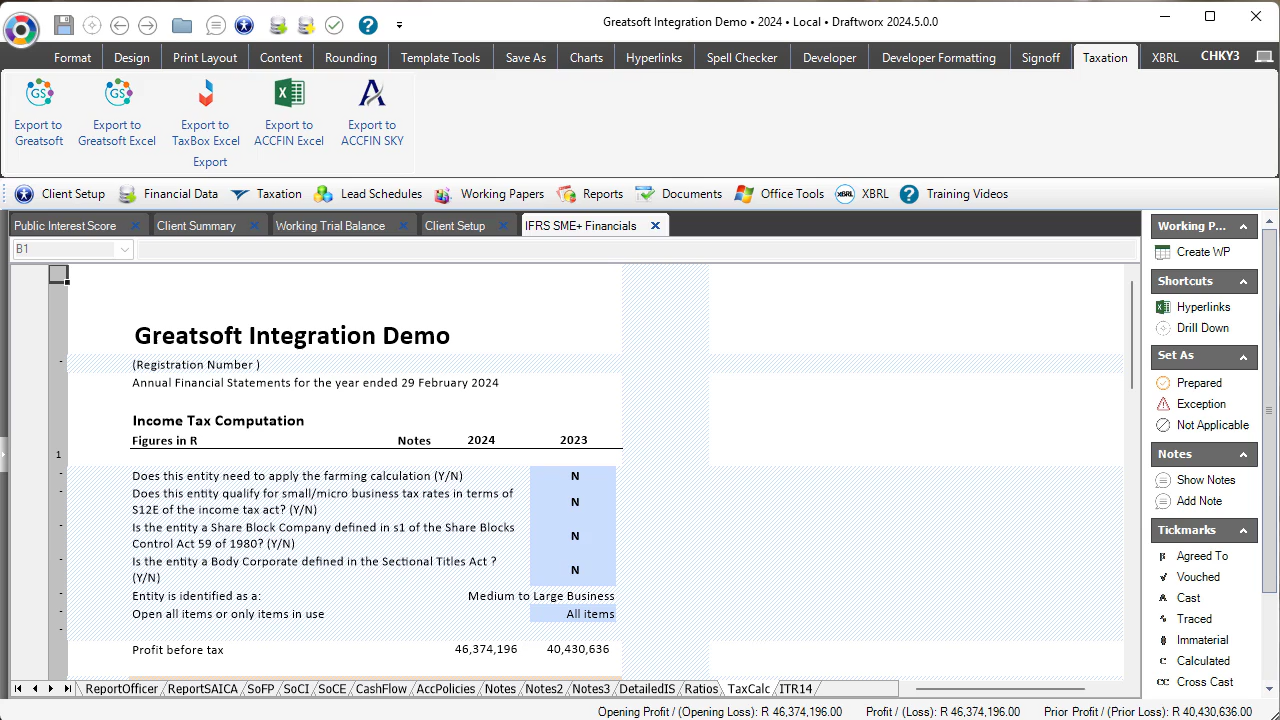 Greatsoft Integration Demo • 2024 • Local • Draftworx 2024.5.0.0
Format Design Print Layout Content Rounding Template Tools Save As Charts Hyperlinks Spell Checker Developer Developer Formatting Signoff Taxation XBRL CHKY3
GS GS
Export to Greatsoft
Export to Greatsoft Excel
Export to TaxBox Excel
Export to ACCFIN Excel
Export to ACCFIN SKY
Export
Client Setup Financial Data Taxation Lead Schedules Working Papers Reports Documents Office Tools XBRL XBRL Training Videos
Public Interest Score Client Summary Working Trial Balance Client Setup IFRS SME+ Financials
B1
Greatsoft Integration Demo
(Registration Number )
Annual Financial Statements for the year ended 29 February 2024
Income Tax Computation
Figures in R Notes 2024 2023
1
Does this entity need to apply the farming calculation (Y/N) N
Does this entity qualify for small/micro business tax rates in terms of
S12E of the income tax act? (Y/N) N
Is the entity a Share Block Company defined in s1 of the Share Blocks
Control Act 59 of 1980? (Y/N) N
Is the entity a Body Corporate defined in the Sectional Titles Act ?
(Y/N) N
Entity is identified as a: Medium to Large Business
Open all items or only items in use All items
Profit before tax 46,374,196 40,430,636
Working P...
Create WP
Shortcuts
Hyperlinks
Drill Down
Set As
Prepared
Exception
Not Applicable
Notes
Show Notes
Add Note
Tickmarks
Agreed To
Vouched
Cast
Traced
Immaterial
Calculated
Cross Cast
ReportOfficer ReportSAICA SoFP SoCI SoCE CashFlow AccPolicies Notes Notes2 Notes3 DetailedIS Ratios TaxCalc ITR14
Opening Profit / (Opening Loss): R 46,374,196.00 Profit / (Loss): R 46,374,196.00 Prior Profit / (Prior Loss): R 40,430,636.00